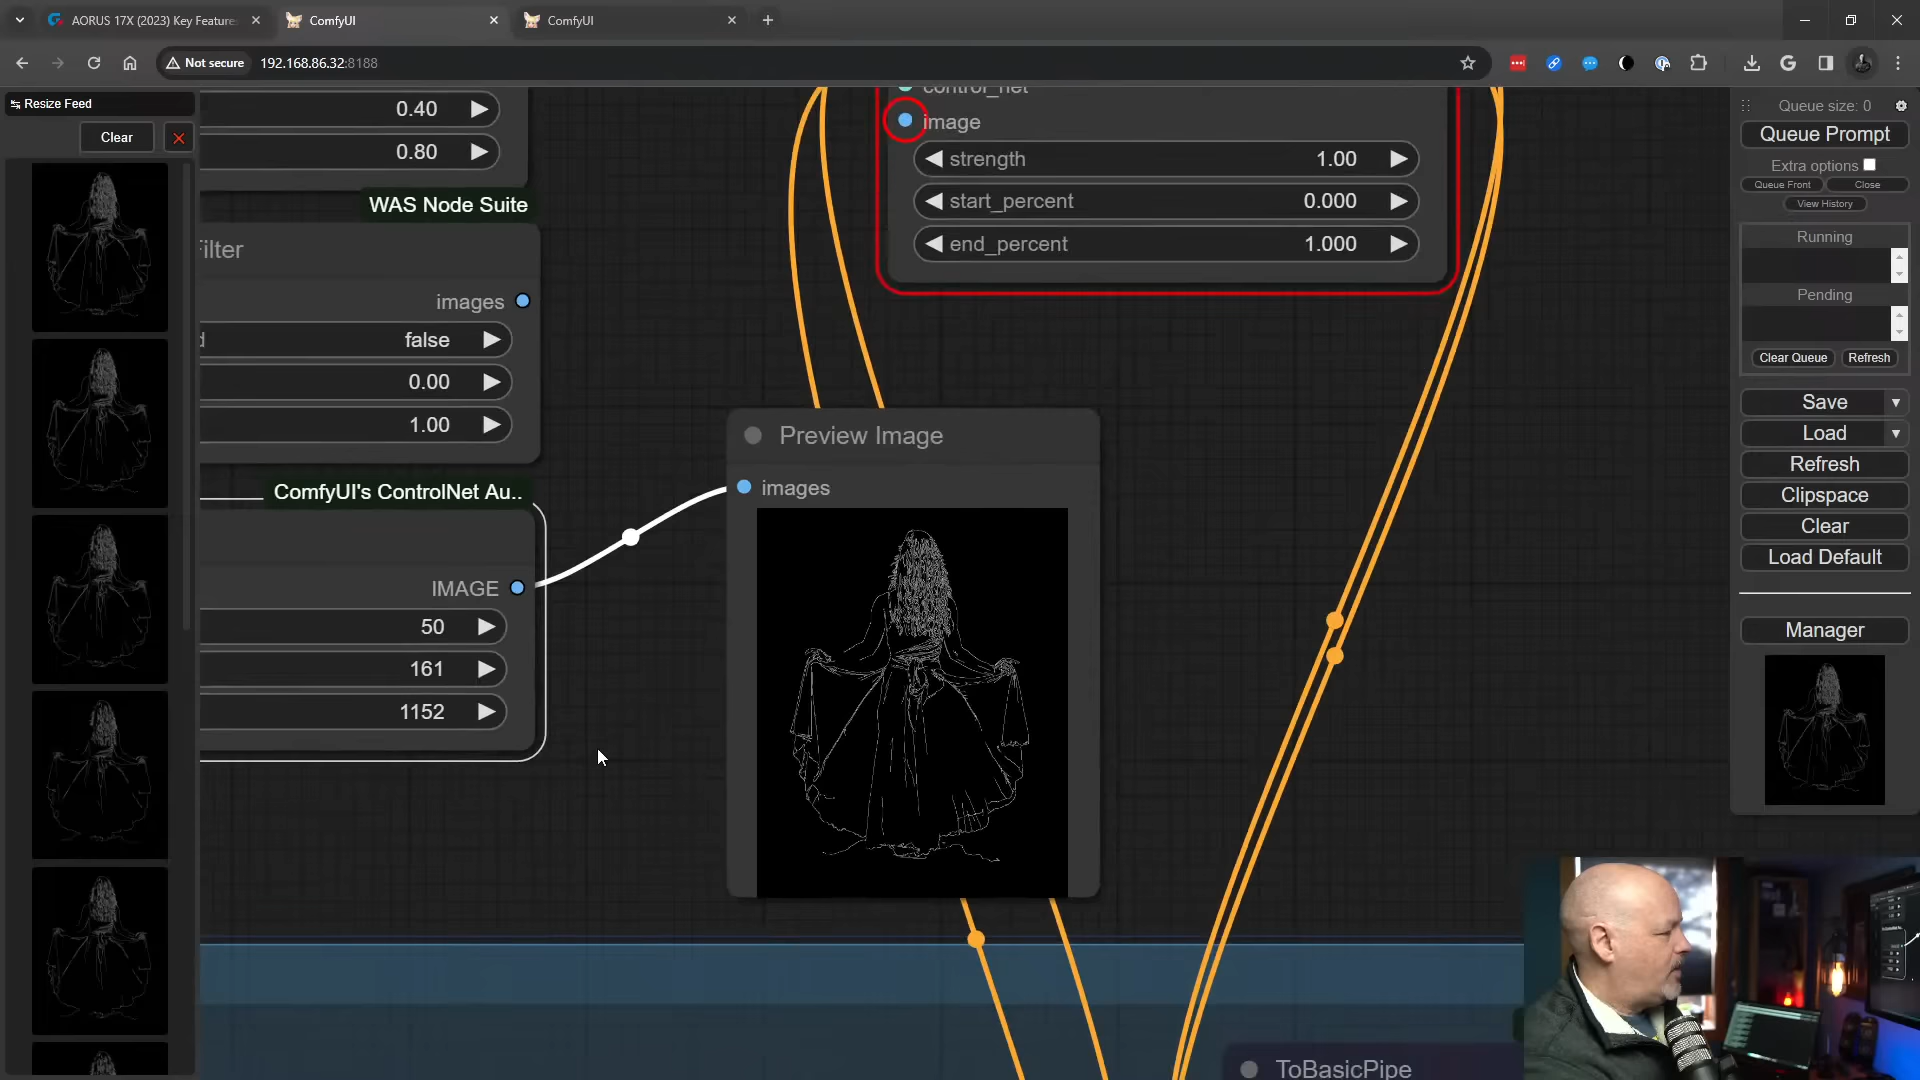 AORUS 17X (2023) Key Feature
ComfyUI
ComfyUI
Not secure
192.168.86.32:8188
Resize Feed
Clear
0.40
0.80
WAS Node Suite
Filter
images
false
0.00
1.00
ComfyUI's ControlNet Au..
IMAGE
50
161
1152
control_net
image
strength 1.00
start_percent 0.000
end_percent 1.000
Preview Image
images
ToBasicPipe
Queue size: 0
Queue Prompt
Extra options
Queue Front
Close
View History
Running
Pending
Clear Queue
Refresh
Save
Load
Refresh
Clipspace
Clear
Load Default
Manager